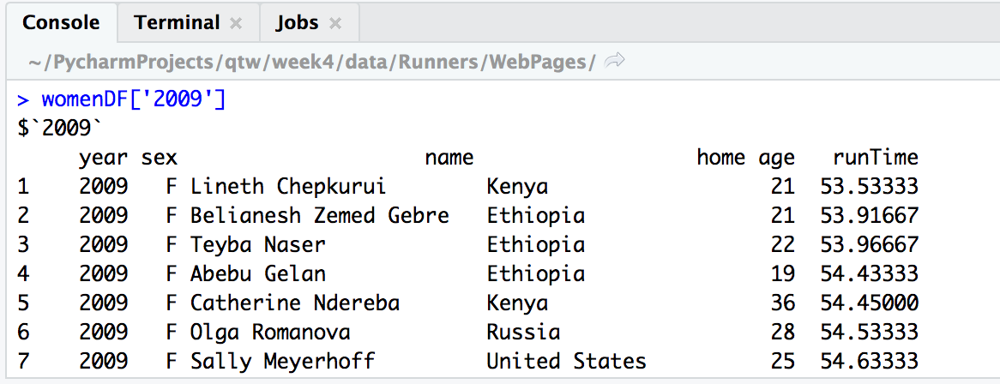 Console Terminal × Jobs ×
~/PycharmProjects/qtw/week4/data/Runners/WebPages/
> womenDF['2009']
$`2009`
year sex name home age runTime
1 2009 F Lineth Chepkurui Kenya 21 53.53333
2 2009 F Belianesh Zemed Gebre Ethiopia 21 53.91667
3 2009 F Teyba Naser Ethiopia 22 53.96667
4 2009 F Abebu Gelan Ethiopia 19 54.43333
5 2009 F Catherine Ndereba Kenya 36 54.45000
6 2009 F Olga Romanova Russia 28 54.53333
7 2009 F Sally Meyerhoff United States 25 54.63333